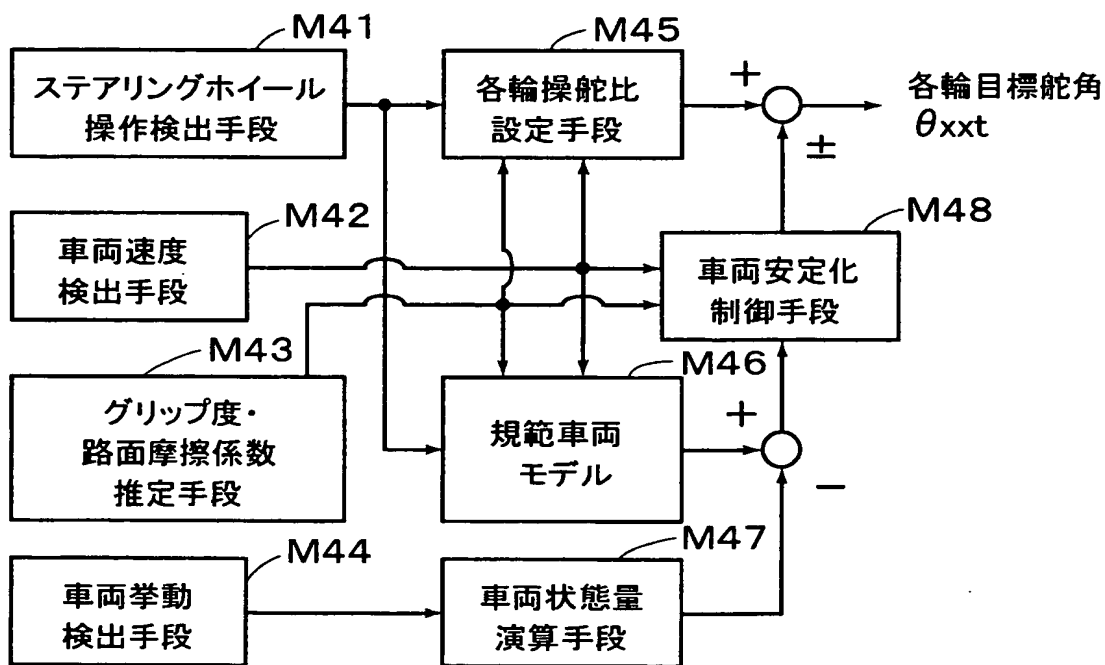 M41
ステアリングホイール
操作検出手段
M45
各輪操舵比
設定手段
+
±
各輪目標舵角
θxxt
M42
車両速度
検出手段
M48
車両安定化
制御手段
M43
グリップ度・
路面摩擦係数
推定手段
M46
規範車両
モデル
+
−
M44
車両挙動
検出手段
M47
車両状態量
演算手段